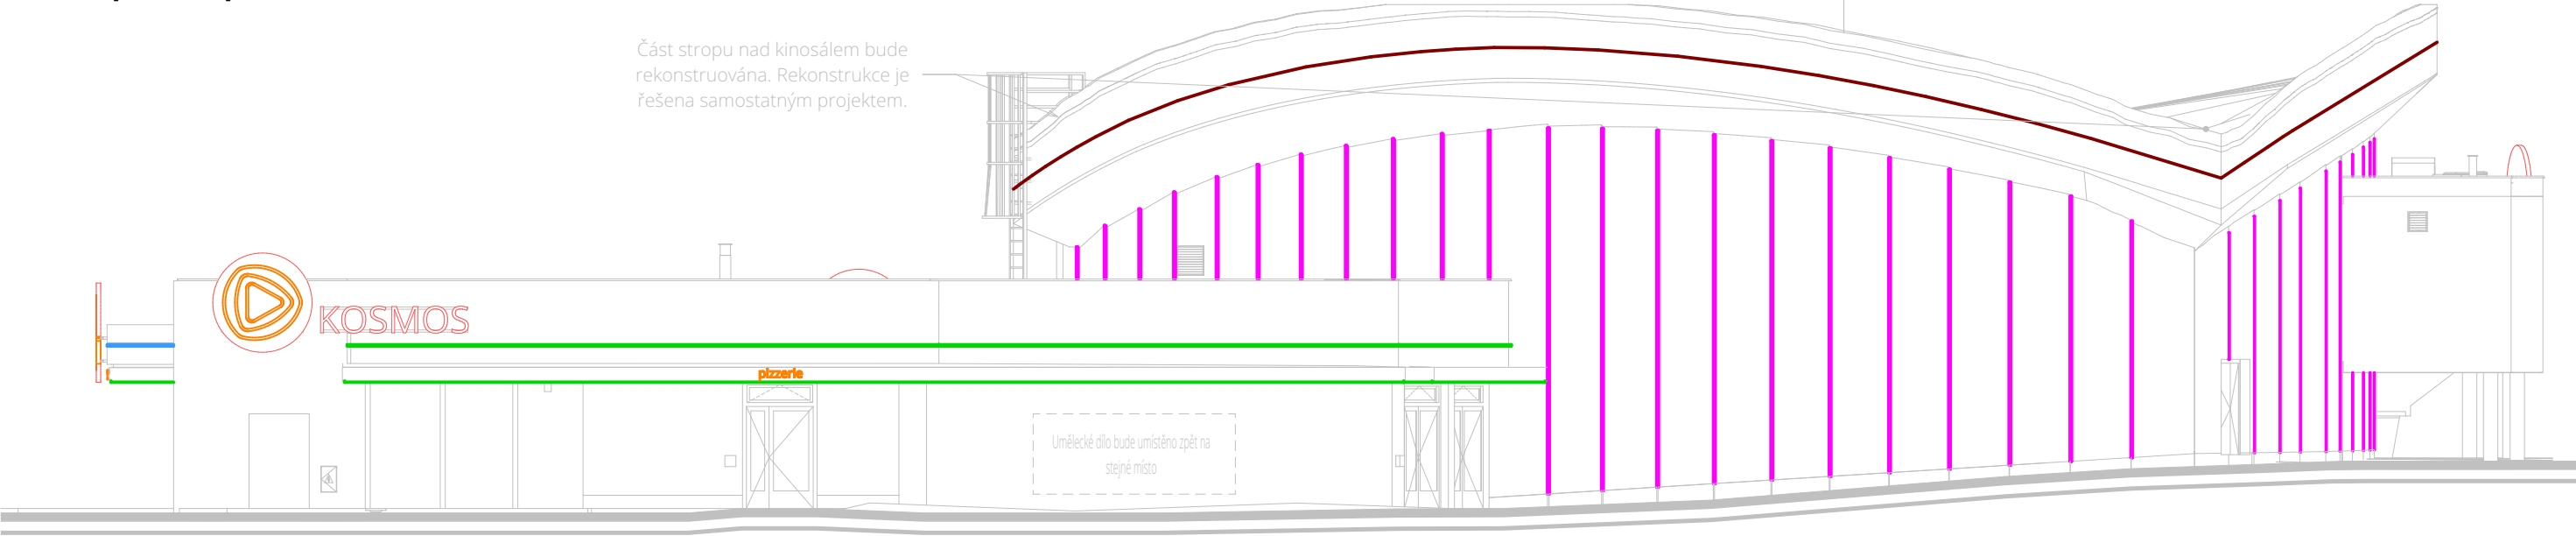 Část stropu nad kinosálem bude
rekonstruována. Rekonstrukce je
řešena samostatným projektem.
KOSMOS
pizzerie
Umělecké dílo bude umístěno zpět na
stejné místo